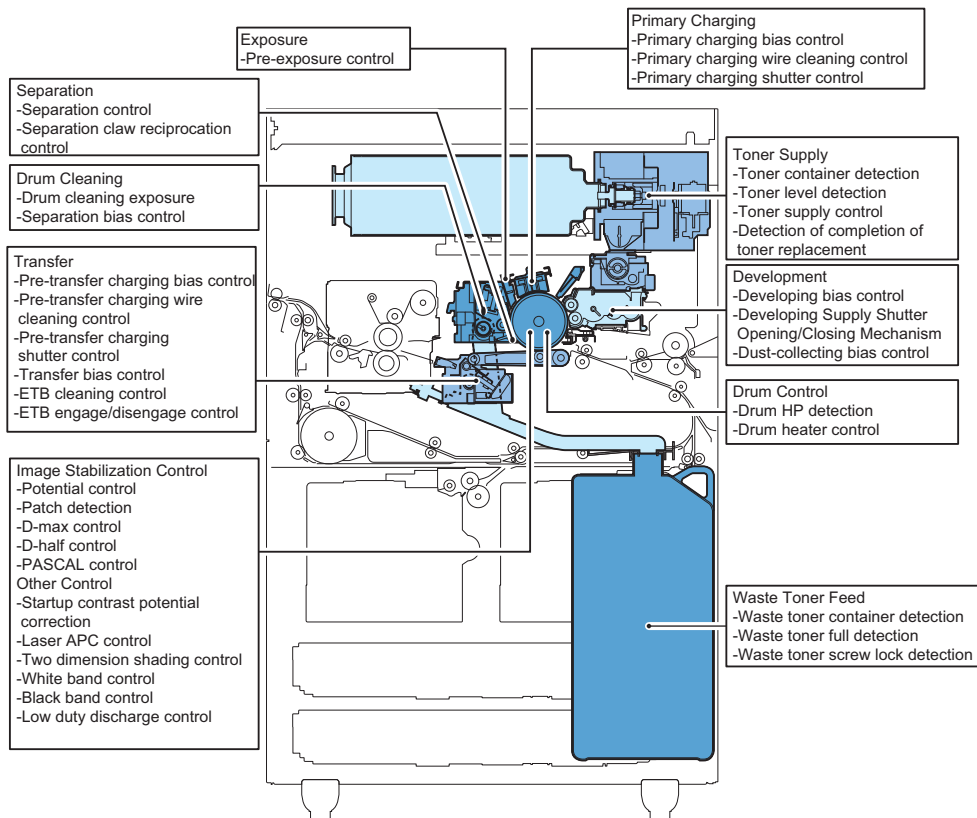 Exposure
-Pre-exposure control
Primary Charging
-Primary charging bias control
-Primary charging wire cleaning control
-Primary charging shutter control
Separation
-Separation control
-Separation claw reciprocation
control
Drum Cleaning
-Drum cleaning exposure
-Separation bias control
Transfer
-Pre-transfer charging bias control
-Pre-transfer charging wire
cleaning control
-Pre-transfer charging
shutter control
-Transfer bias control
-ETB cleaning control
-ETB engage/disengage control
Image Stabilization Control
-Potential control
-Patch detection
-D-max control
-D-half control
-PASCAL control
Other Control
-Startup contrast potential
correction
-Laser APC control
-Two dimension shading control
-White band control
-Black band control
-Low duty discharge control
Toner Supply
-Toner container detection
-Toner level detection
-Toner supply control
-Detection of completion of
toner replacement
Development
-Developing bias control
-Developing Supply Shutter
Opening/Closing Mechanism
-Dust-collecting bias control
Drum Control
-Drum HP detection
-Drum heater control
Waste Toner Feed
-Waste toner container detection
-Waste toner full detection
-Waste toner screw lock detection